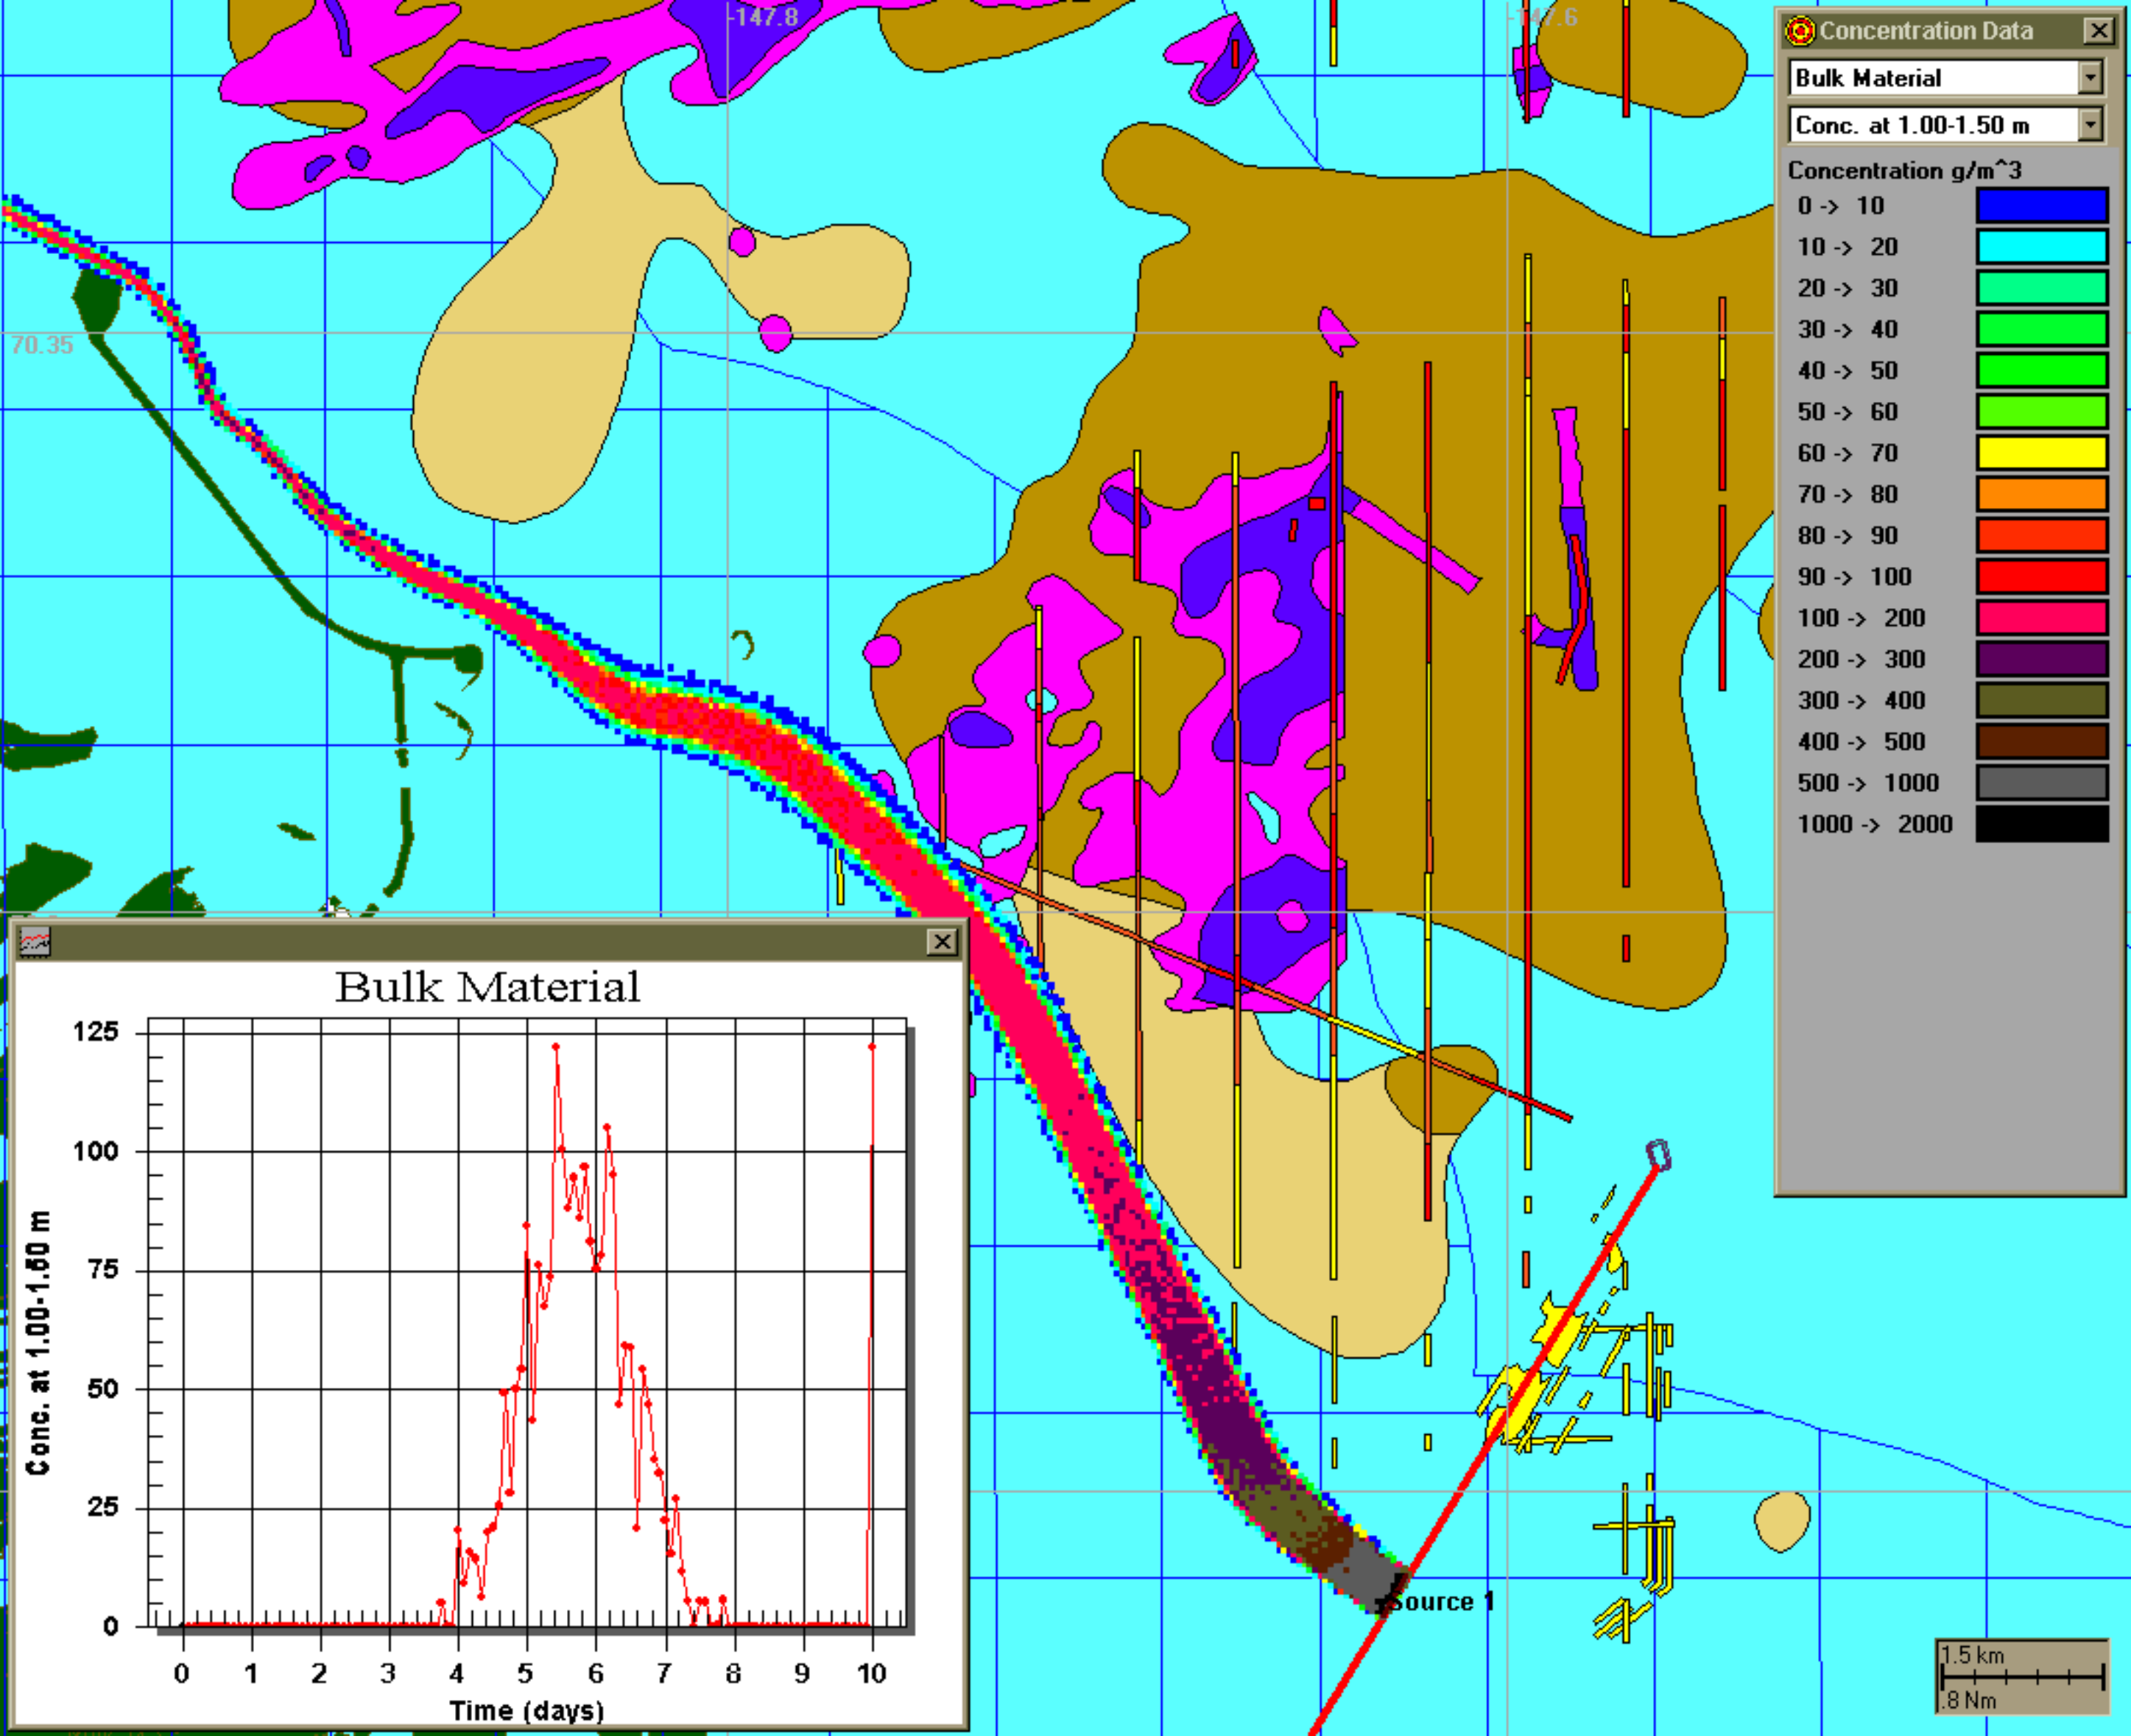 -147.8
-147.6
70.35
Concentration Data
Bulk Material
Conc. at 1.00-1.50 m
Concentration g/m^3
0 -> 10
10 -> 20
20 -> 30
30 -> 40
40 -> 50
50 -> 60
60 -> 70
70 -> 80
80 -> 90
90 -> 100
100 -> 200
200 -> 300
300 -> 400
400 -> 500
500 -> 1000
1000 -> 2000
Bulk Material
125
100
75
50
25
0
Conc. at 1.00-1.50 m
0 1 2 3 4 5 6 7 8 9 10
Time (days)
Source 1
1.5 km
.8 Nm